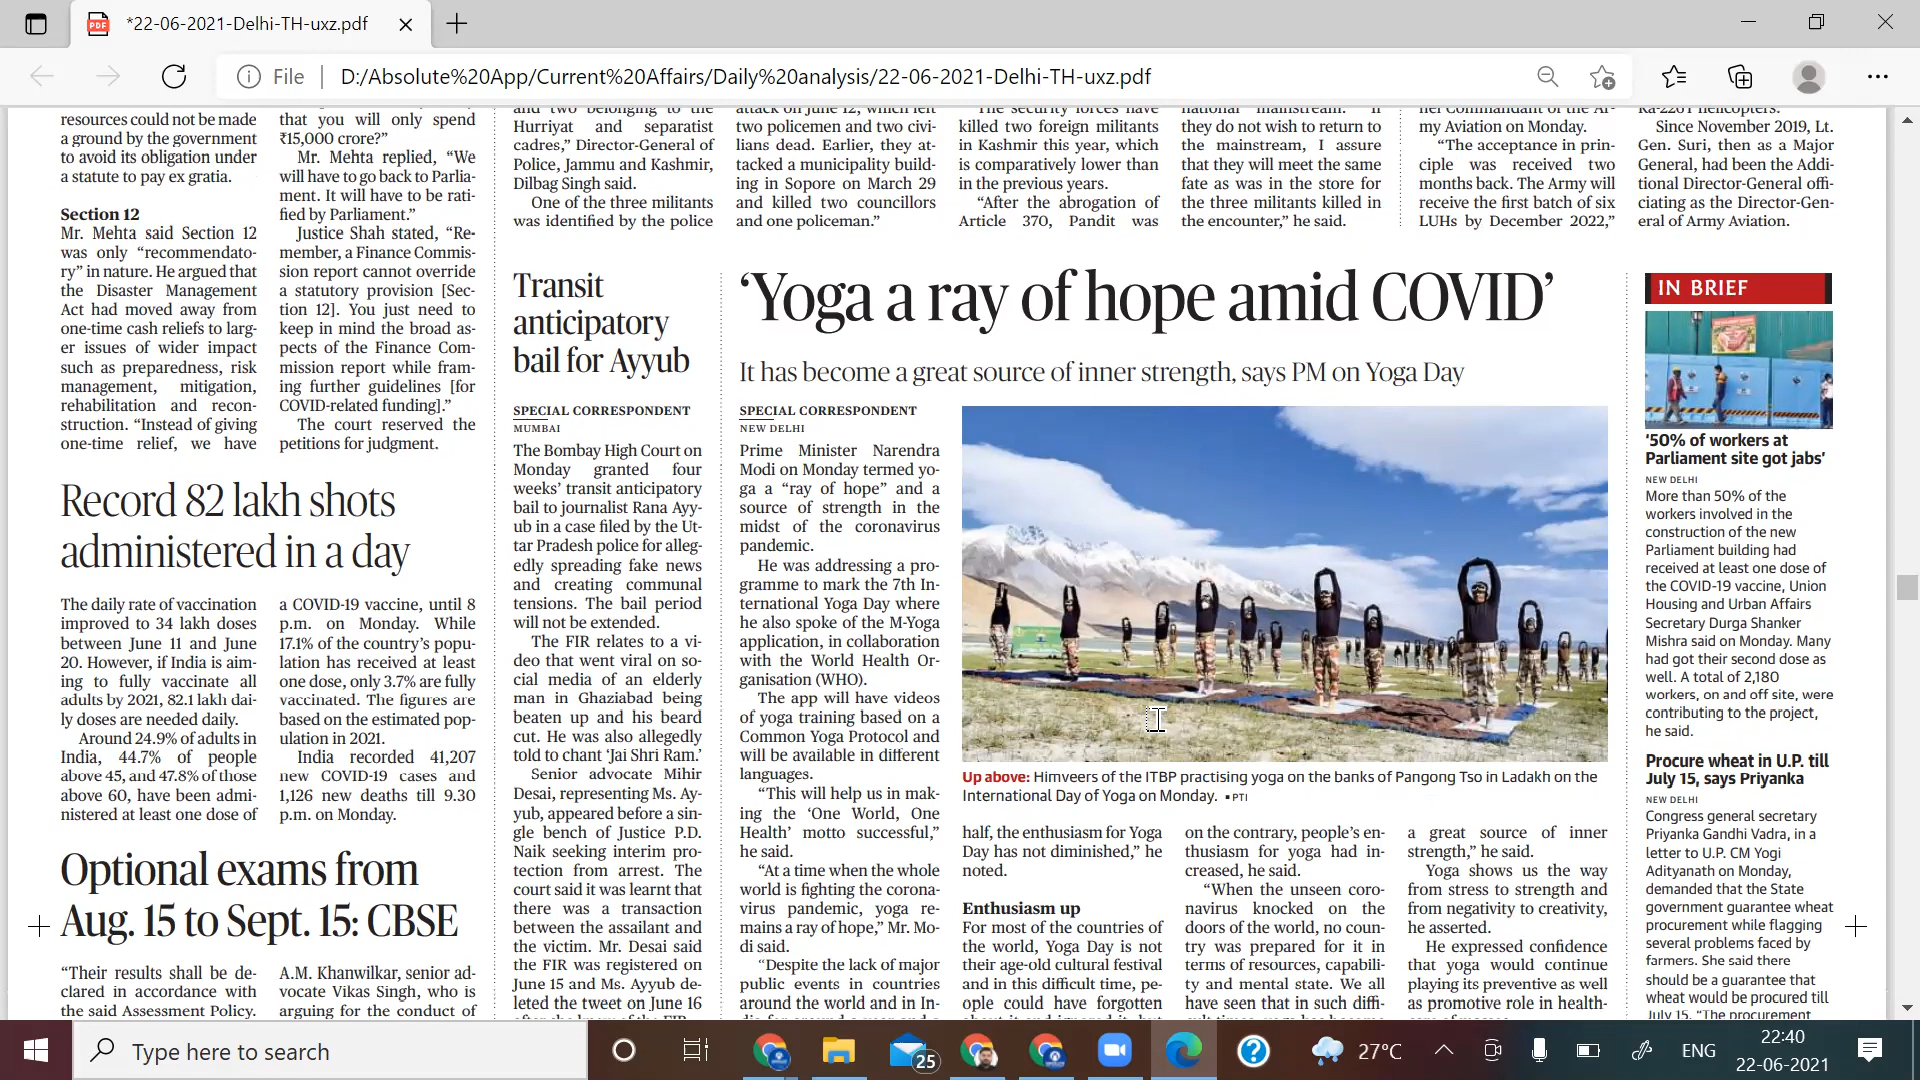 *22-06-2021-Delhi-TH-uxz.pdf
File
D:/Absolute%20App/Current%20Affairs/Daily%20analysis/22-06-2021-Delhi-TH-uxz.pdf
resources could not be made
a ground by the government
to avoid its obligation under
a statute to pay ex gratia.
Section 12
Mr. Mehta said Section 12
was only “recommendato-
ry” in nature. He argued that
the Disaster Management
Act had moved away from
one-time cash reliefs to larg-
er issues of wider impact
such as preparedness, risk
management, mitigation,
rehabilitation and recon-
struction. “Instead of giving
one-time relief, we have
that you will only spend
₹15,000 crore?”
Mr. Mehta replied, “We
will have to go back to Parlia-
ment. It will have to be rati-
fied by Parliament.”
Justice Shah stated, “Re-
member, a Finance Commis-
sion report cannot override
a statutory provision [Sec-
tion 12]. You just need to
keep in mind the broad as-
pects of the Finance Com-
mission report while fram-
ing further guidelines [for
COVID-related funding].”
The court reserved the
petitions for judgment.
Record 82 lakh shots
administered in a day
The daily rate of vaccination
improved to 34 lakh doses
between June 11 and June
20. However, if India is aim-
ing to fully vaccinate all
adults by 2021, 82.1 lakh dai-
ly doses are needed daily.
Around 24.9% of adults in
India, 44.7% of people
above 45, and 47.8% of those
above 60, have been admi-
nistered at least one dose of
a COVID-19 vaccine, until 8
p.m. on Monday. While
17.1% of the country’s popu-
lation has received at least
one dose, only 3.7% are fully
vaccinated. The figures are
based on the estimated pop-
ulation in 2021.
India recorded 41,207
new COVID-19 cases and
1,126 new deaths till 9.30
p.m. on Monday.
Optional exams from
Aug. 15 to Sept. 15: CBSE
“Their results shall be de-
clared in accordance with
the said Assessment Policy.
A.M. Khanwilkar, senior ad-
vocate Vikas Singh, who is
arguing for the conduct of
and two belonging to the
Hurriyat and separatist
cadres,” Director-General of
Police, Jammu and Kashmir,
Dilbag Singh said.
One of the three militants
was identified by the police
attack on June 12, which left
two policemen and two civi-
lians dead. Earlier, they at-
tacked a municipality build-
ing in Sopore on March 29
and killed two councillors
and one policeman.”
The security forces have
killed two foreign militants
in Kashmir this year, which
is comparatively lower than
in the previous years.
“After the abrogation of
Article 370, Pandit was
national mainstream. If
they do not wish to return to
the mainstream, I assure
that they will meet the same
fate as was in the store for
the three militants killed in
the encounter,” he said.
ner Commandant of the Ar-
my Aviation on Monday.
“The acceptance in prin-
ciple was received two
months back. The Army will
receive the first batch of six
LUHs by December 2022,”
Ka-226T helicopters.
Since November 2019, Lt.
Gen. Suri, then as a Major
General, had been the Addi-
tional Director-General offi-
ciating as the Director-Gen-
eral of Army Aviation.
Transit
anticipatory
bail for Ayyub
SPECIAL CORRESPONDENT
MUMBAI
The Bombay High Court on
Monday granted four
weeks’ transit anticipatory
bail to journalist Rana Ayy-
ub in a case filed by the Ut-
tar Pradesh police for alleg-
edly spreading fake news
and creating communal
tensions. The bail period
will not be extended.
The FIR relates to a vi-
deo that went viral on so-
cial media of an elderly
man in Ghaziabad being
beaten up and his beard
cut. He was also allegedly
told to chant ‘Jai Shri Ram.’
Senior advocate Mihir
Desai, representing Ms. Ay-
yub, appeared before a sin-
gle bench of Justice P.D.
Naik seeking interim pro-
tection from arrest. The
court said it was learnt that
there was a transaction
between the assailant and
the victim. Mr. Desai said
the FIR was registered on
June 15 and Ms. Ayyub de-
leted the tweet on June 16
‘Yoga a ray of hope amid COVID’
It has become a great source of inner strength, says PM on Yoga Day
SPECIAL CORRESPONDENT
NEW DELHI
Prime Minister Narendra
Modi on Monday termed yo-
ga a “ray of hope” and a
source of strength in the
midst of the coronavirus
pandemic.
He was addressing a pro-
gramme to mark the 7th In-
ternational Yoga Day where
he also spoke of the M-Yoga
application, in collaboration
with the World Health Or-
ganisation (WHO).
The app will have videos
of yoga training based on a
Common Yoga Protocol and
will be available in different
languages.
“This will help us in mak-
ing the ‘One World, One
Health’ motto successful,”
he said.
“At a time when the whole
world is fighting the corona-
virus pandemic, yoga re-
mains a ray of hope,” Mr. Mo-
di said.
“Despite the lack of major
public events in countries
around the world and in In-
Up above: Himveers of the ITBP practising yoga on the banks of Pangong Tso in Ladakh on the
International Day of Yoga on Monday. ▪ PTI
half, the enthusiasm for Yoga
Day has not diminished,” he
noted.
Enthusiasm up
For most of the countries of
the world, Yoga Day is not
their age-old cultural festival
and in this difficult time, pe-
ople could have forgotten
on the contrary, people’s en-
thusiasm for yoga had in-
creased, he said.
“When the unseen coro-
navirus knocked on the
doors of the world, no coun-
try was prepared for it in
terms of resources, capabili-
ty and mental state. We all
have seen that in such diffi-
a great source of inner
strength,” he said.
Yoga shows us the way
from stress to strength and
from negativity to creativity,
he asserted.
He expressed confidence
that yoga would continue
playing its preventive as well
as promotive role in health-
IN BRIEF
‘50% of workers at
Parliament site got jabs’
NEW DELHI
More than 50% of the
workers involved in the
construction of the new
Parliament building had
received at least one dose of
the COVID-19 vaccine, Union
Housing and Urban Affairs
Secretary Durga Shanker
Mishra said on Monday. Many
had got their second dose as
well. A total of 2,180
workers, on and off site, were
contributing to the project,
he said.
Procure wheat in U.P. till
July 15, says Priyanka
NEW DELHI
Congress general secretary
Priyanka Gandhi Vadra, in a
letter to U.P. CM Yogi
Adityanath on Monday,
demanded that the State
government guarantee wheat
procurement while flagging
several problems faced by
farmers. She said there
should be a guarantee that
wheat would be procured till
July 15. “The procurement
Type here to search
25
27°C
ENG
22:40
22-06-2021